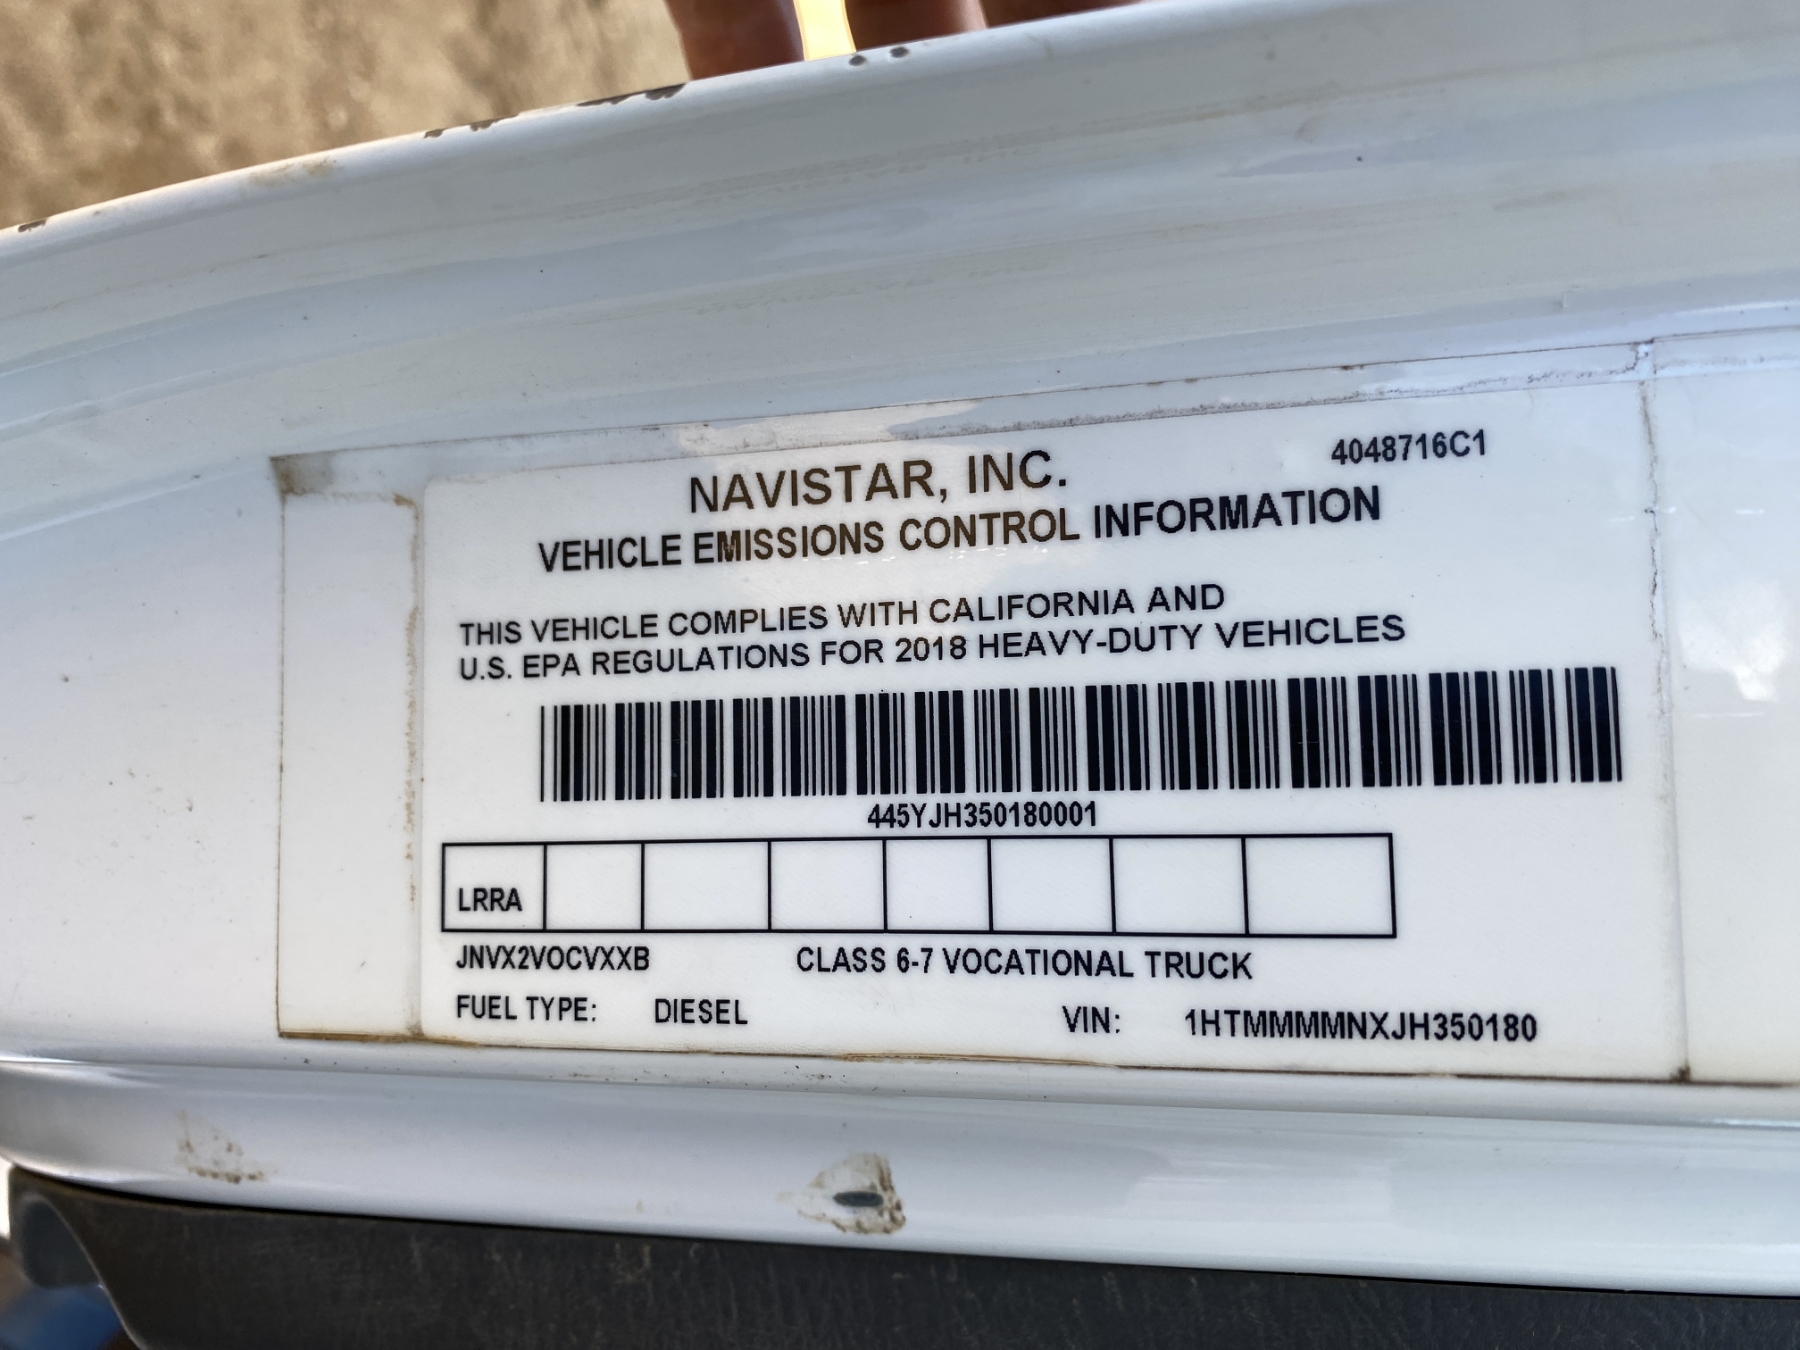 4048716C1
NAVISTAR, INC.
VEHICLE EMISSIONS CONTROL INFORMATION
THIS VEHICLE COMPLIES WITH CALIFORNIA AND
U.S. EPA REGULATIONS FOR 2018 HEAVY-DUTY VEHICLES
445YJH350180001
LRRA
JNVX2VOCVXXB CLASS 6-7 VOCATIONAL TRUCK
FUEL TYPE: DIESEL VIN: 1HTMMMMNXJH350180